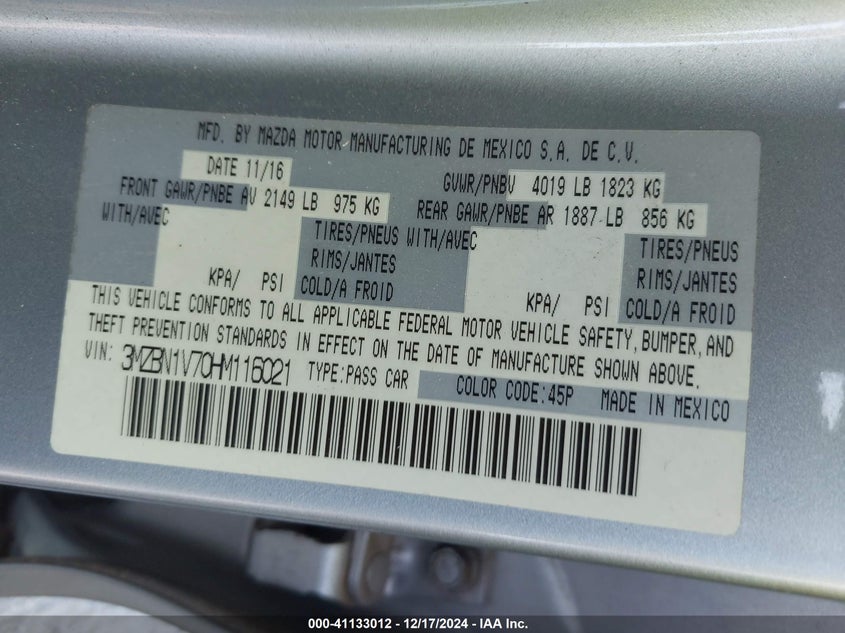 MFD. BY MAZDA MOTOR MANUFACTURING DE MEXICO S.A. DE C.V.
DATE 11/16 GVWR/PNBV 4019 LB 1823 KG
FRONT GAWR/PNBE AV 2149 LB 975 KG REAR GAWR/PNBE AR 1887 LB 856 KG
WITH/AVEC TIRES/PNEUS WITH/AVEC TIRES/PNEUS
RIMS/JANTES RIMS/JANTES
KPA/ PSI COLD/A FROID KPA/ PSI COLD/A FROID
THIS VEHICLE CONFORMS TO ALL APPLICABLE FEDERAL MOTOR VEHICLE SAFETY, BUMPER, AND
THEFT PREVENTION STANDARDS IN EFFECT ON THE DATE OF MANUFACTURE SHOWN ABOVE.
VIN: 3MZBN1V70HM116021 TYPE:PASS CAR COLOR CODE:45P MADE IN MEXICO
000-41133012 - 12/17/2024 - IAA Inc.